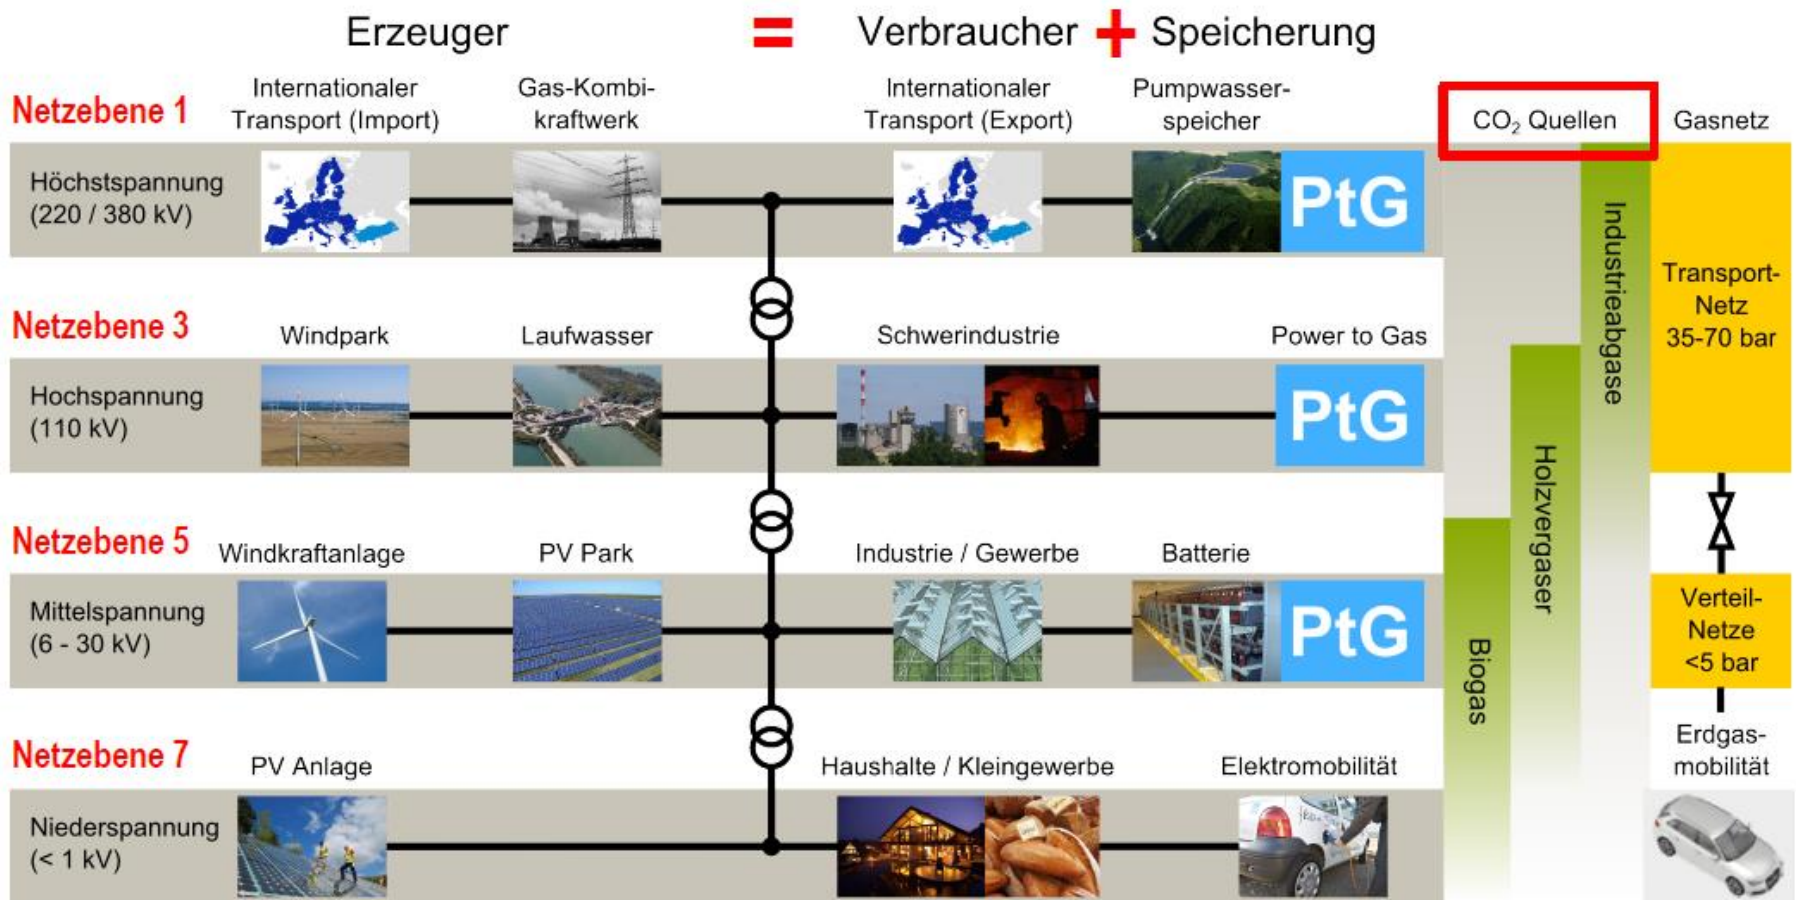 Erzeuger = Verbraucher + Speicherung
Netzebene 1
Internationaler
Transport (Import)
Gas-Kombi-
kraftwerk
Internationaler
Transport (Export)
Pumpwasser-
speicher
CO₂ Quellen
Gasnetz
Höchstspannung
(220 / 380 kV)
PtG
Netzebene 3
Windpark
Laufwasser
Schwerindustrie
Power to Gas
Hochspannung
(110 kV)
PtG
Netzebene 5
Windkraftanlage
PV Park
Industrie / Gewerbe
Batterie
Mittelspannung
(6 - 30 kV)
PtG
Netzebene 7
PV Anlage
Haushalte / Kleingewerbe
Elektromobilität
Niederspannung
(< 1 kV)
Biogas
Holzvergaser
Industrieabgase
Transport-
Netz
35-70 bar
Verteil-
Netze
<5 bar
Erdgas-
mobilität